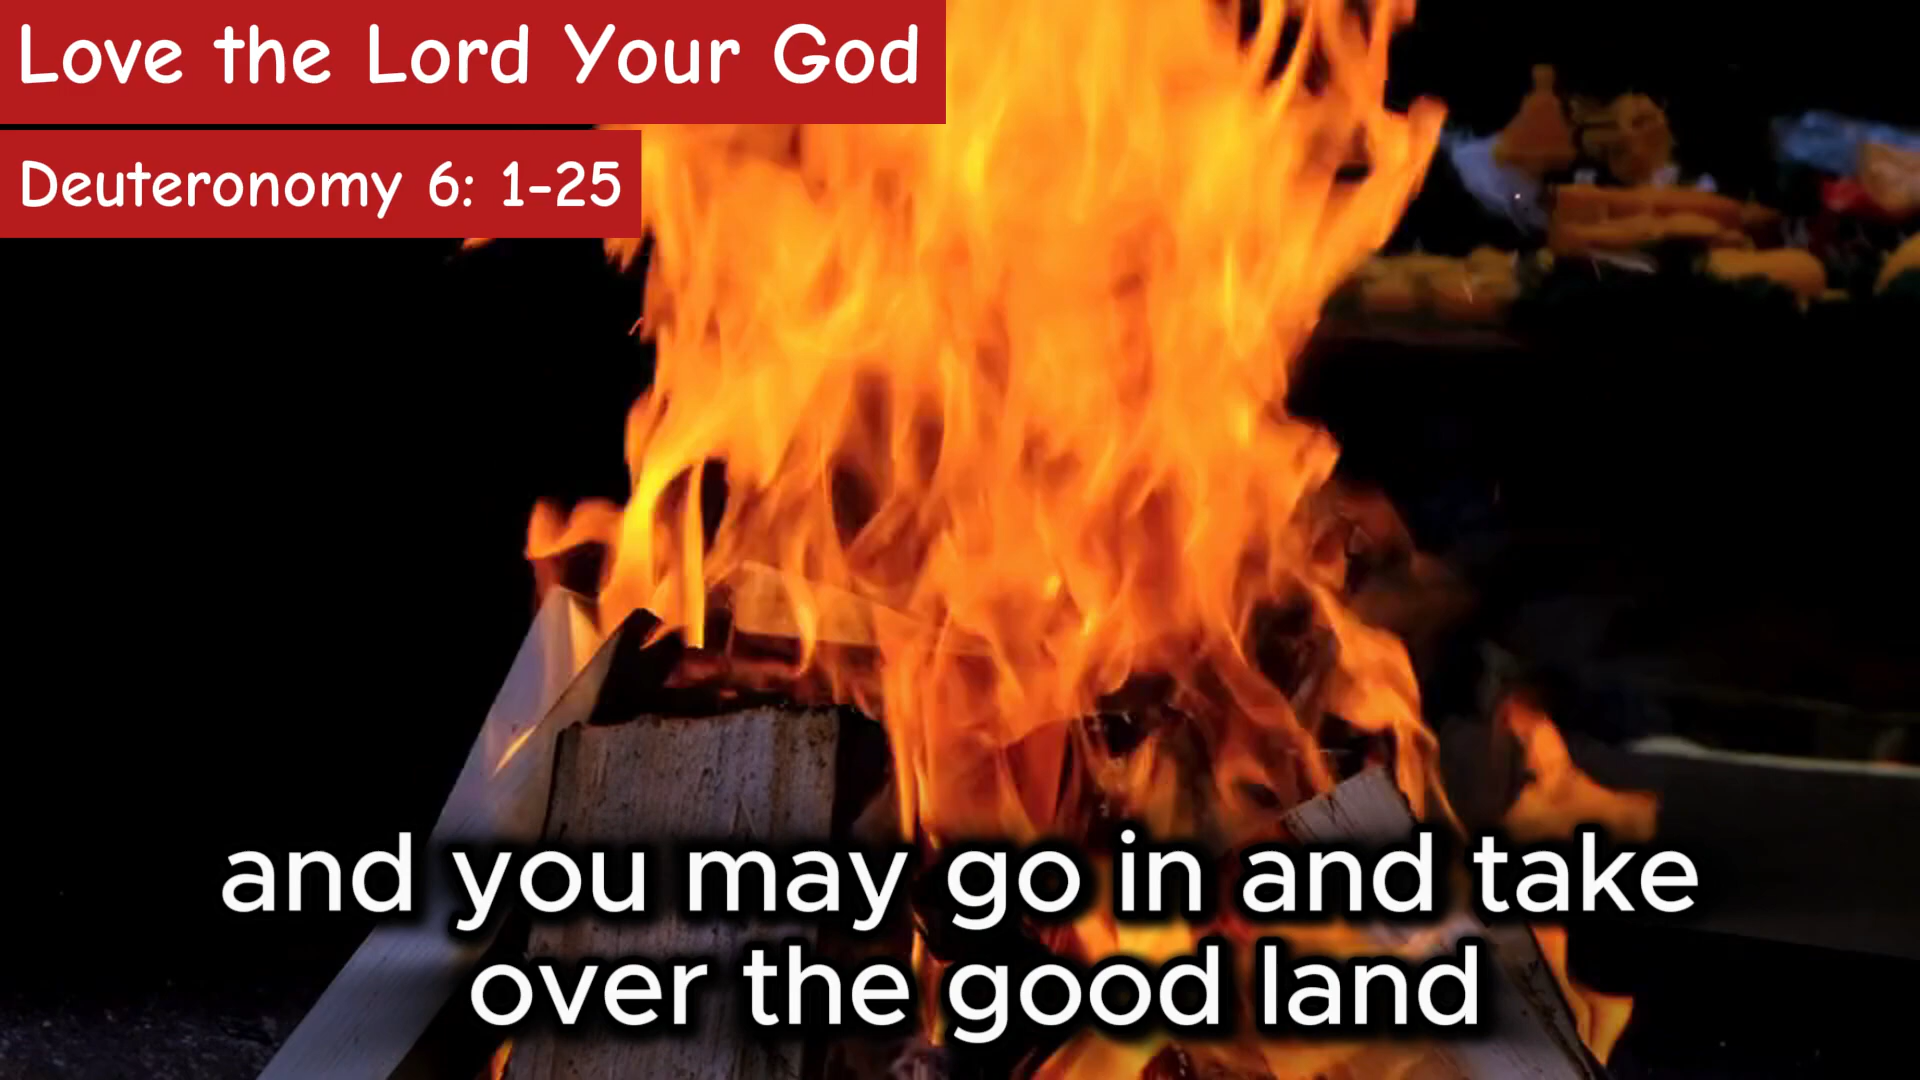 Love the Lord Your God
Deuteronomy 6: 1-25
and you may go in and take
over the good land